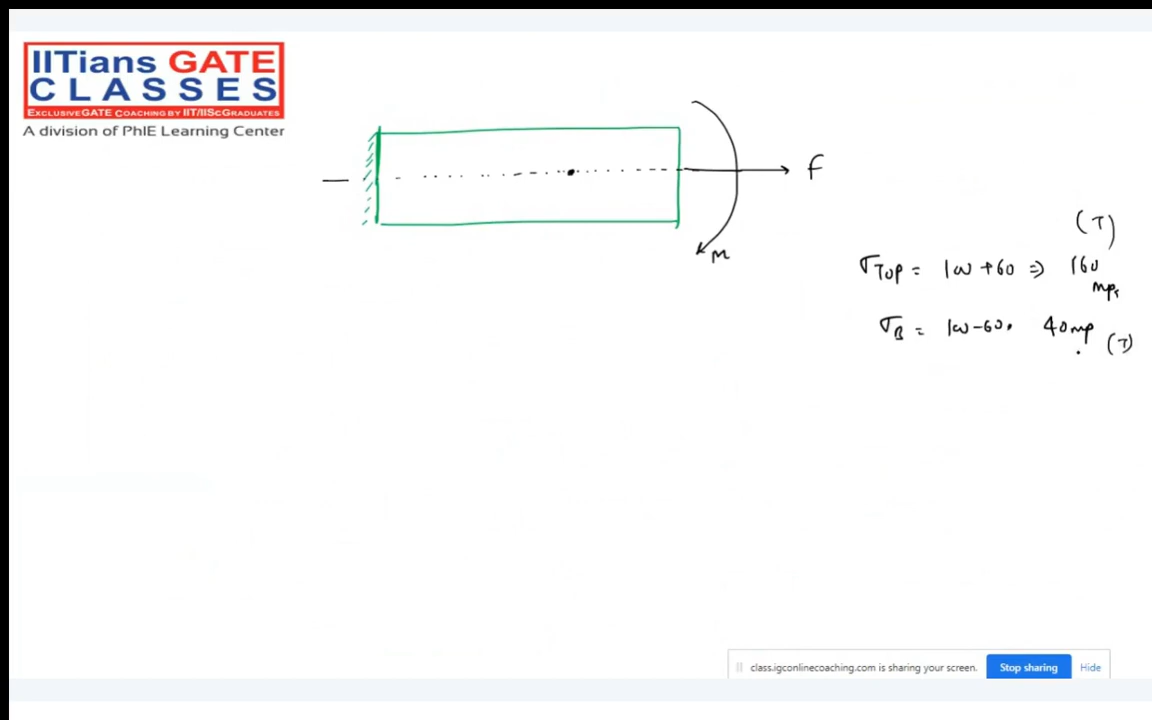 IITians GATE
CLASSES
EXCLUSIVE GATE COACHING BY IIT/IISc GRADUATES
A division of PhIE Learning Center
F
M
(T)
σTop = 100 + 60 ⇒ 160
MPa
σB = 100 - 60 = 40 MP
(T)
class.igconlinecoaching.com is sharing your screen.
Stop sharing
Hide